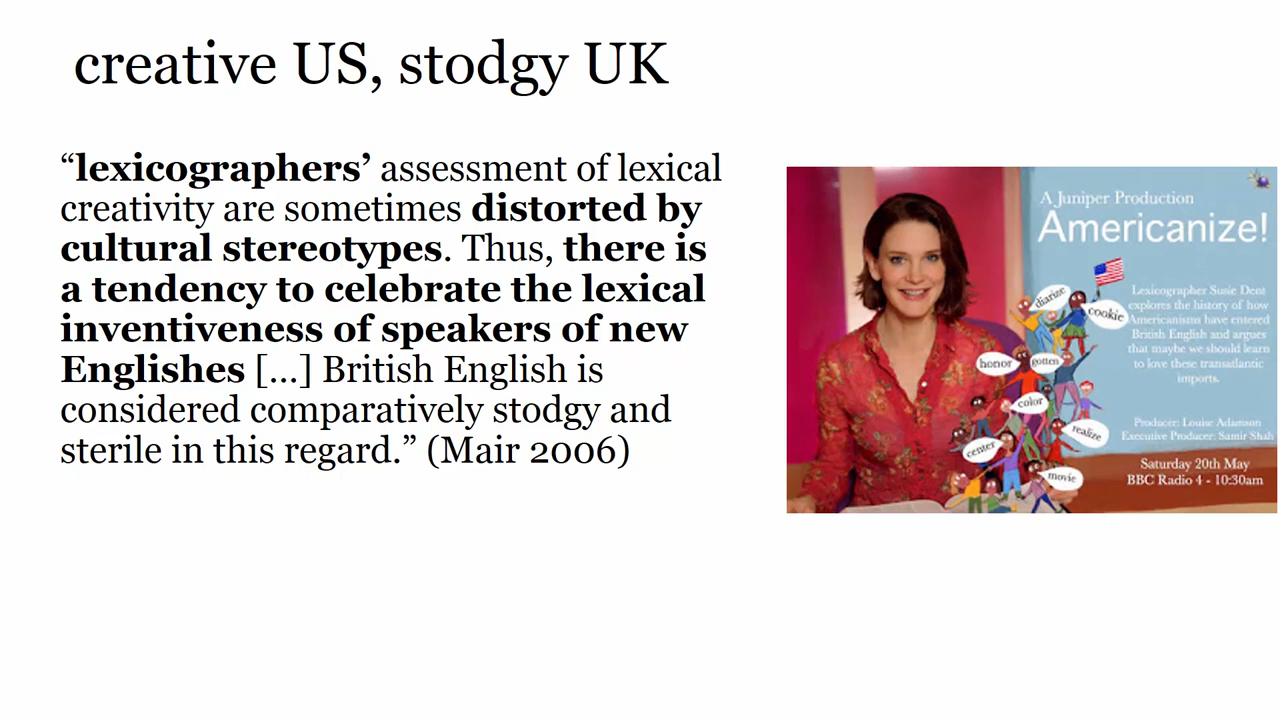 creative US, stodgy UK
“lexicographers’ assessment of lexical
creativity are sometimes distorted by
cultural stereotypes. Thus, there is
a tendency to celebrate the lexical
inventiveness of speakers of new
Englishes [...] British English is
considered comparatively stodgy and
sterile in this regard.” (Mair 2006)
A Juniper Production
Americanize!
Lexicographer Susie Dent
explores the history of how
Americanisms have entered
British English and argues
that maybe we should learn
to love these transatlantic
imports.
Producer: Louise Adamson
Executive Producer: Samir Shah
Saturday 20th May
BBC Radio 4 - 10:30am
diarize
cookie
honor
gotten
color
realize
center
movie